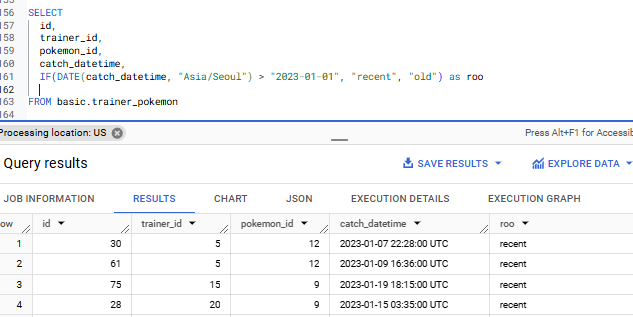 155
156 SELECT
157 id,
158 trainer_id,
159 pokemon_id,
160 catch_datetime,
161 IF(DATE(catch_datetime, "Asia/Seoul") > "2023-01-01", "recent", "old") as roo
162
163 FROM basic.trainer_pokemon
164
Processing location: US
Press Alt+F1 for Accessib
Query results
SAVE RESULTS
EXPLORE DATA
JOB INFORMATION RESULTS CHART JSON EXECUTION DETAILS EXECUTION GRAPH
ow id trainer_id pokemon_id catch_datetime roo
1 30 5 12 2023-01-07 22:28:00 UTC recent
2 61 5 12 2023-01-09 16:36:00 UTC recent
3 75 15 9 2023-01-19 18:15:00 UTC recent
4 28 20 9 2023-01-15 03:35:00 UTC recent